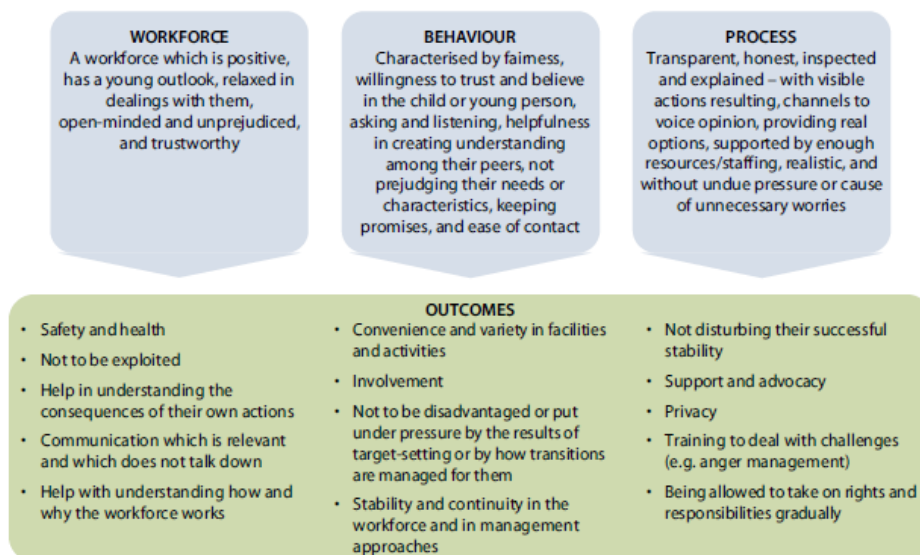 WORKFORCE
A workforce which is positive,
has a young outlook, relaxed in
dealings with them,
open-minded and unprejudiced,
and trustworthy
BEHAVIOUR
Characterised by fairness,
willingness to trust and believe
in the child or young person,
asking and listening, helpfulness
in creating understanding
among their peers, not
prejudging their needs or
characteristics, keeping
promises, and ease of contact
PROCESS
Transparent, honest, inspected
and explained – with visible
actions resulting, channels to
voice opinion, providing real
options, supported by enough
resources/staffing, realistic, and
without undue pressure or cause
of unnecessary worries
OUTCOMES
• Safety and health
• Not to be exploited
• Help in understanding the
consequences of their own actions
• Communication which is relevant
and which does not talk down
• Help with understanding how and
why the workforce works
• Convenience and variety in facilities
and activities
• Involvement
• Not to be disadvantaged or put
under pressure by the results of
target-setting or by how transitions
are managed for them
• Stability and continuity in the
workforce and in management
approaches
• Not disturbing their successful
stability
• Support and advocacy
• Privacy
• Training to deal with challenges
(e.g. anger management)
• Being allowed to take on rights and
responsibilities gradually